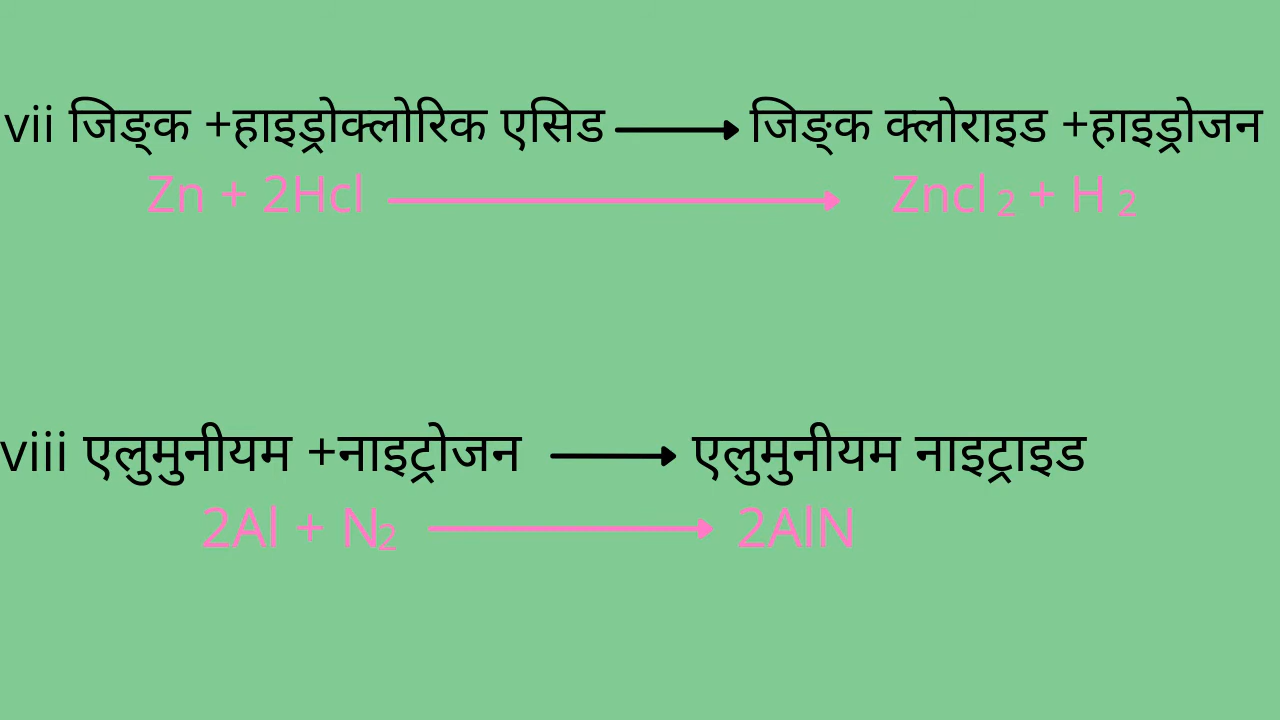 vii जिङ्क +हाइड्रोक्लोरिक एसिड ⟶ जिङ्क क्लोराइड +हाइड्रोजन
Zn + 2Hcl ⟶ Zncl ₂ + H ₂
viii एलुमुनीयम +नाइट्रोजन ⟶ एलुमुनीयम नाइट्राइड
2Al + N₂ ⟶ 2AlN